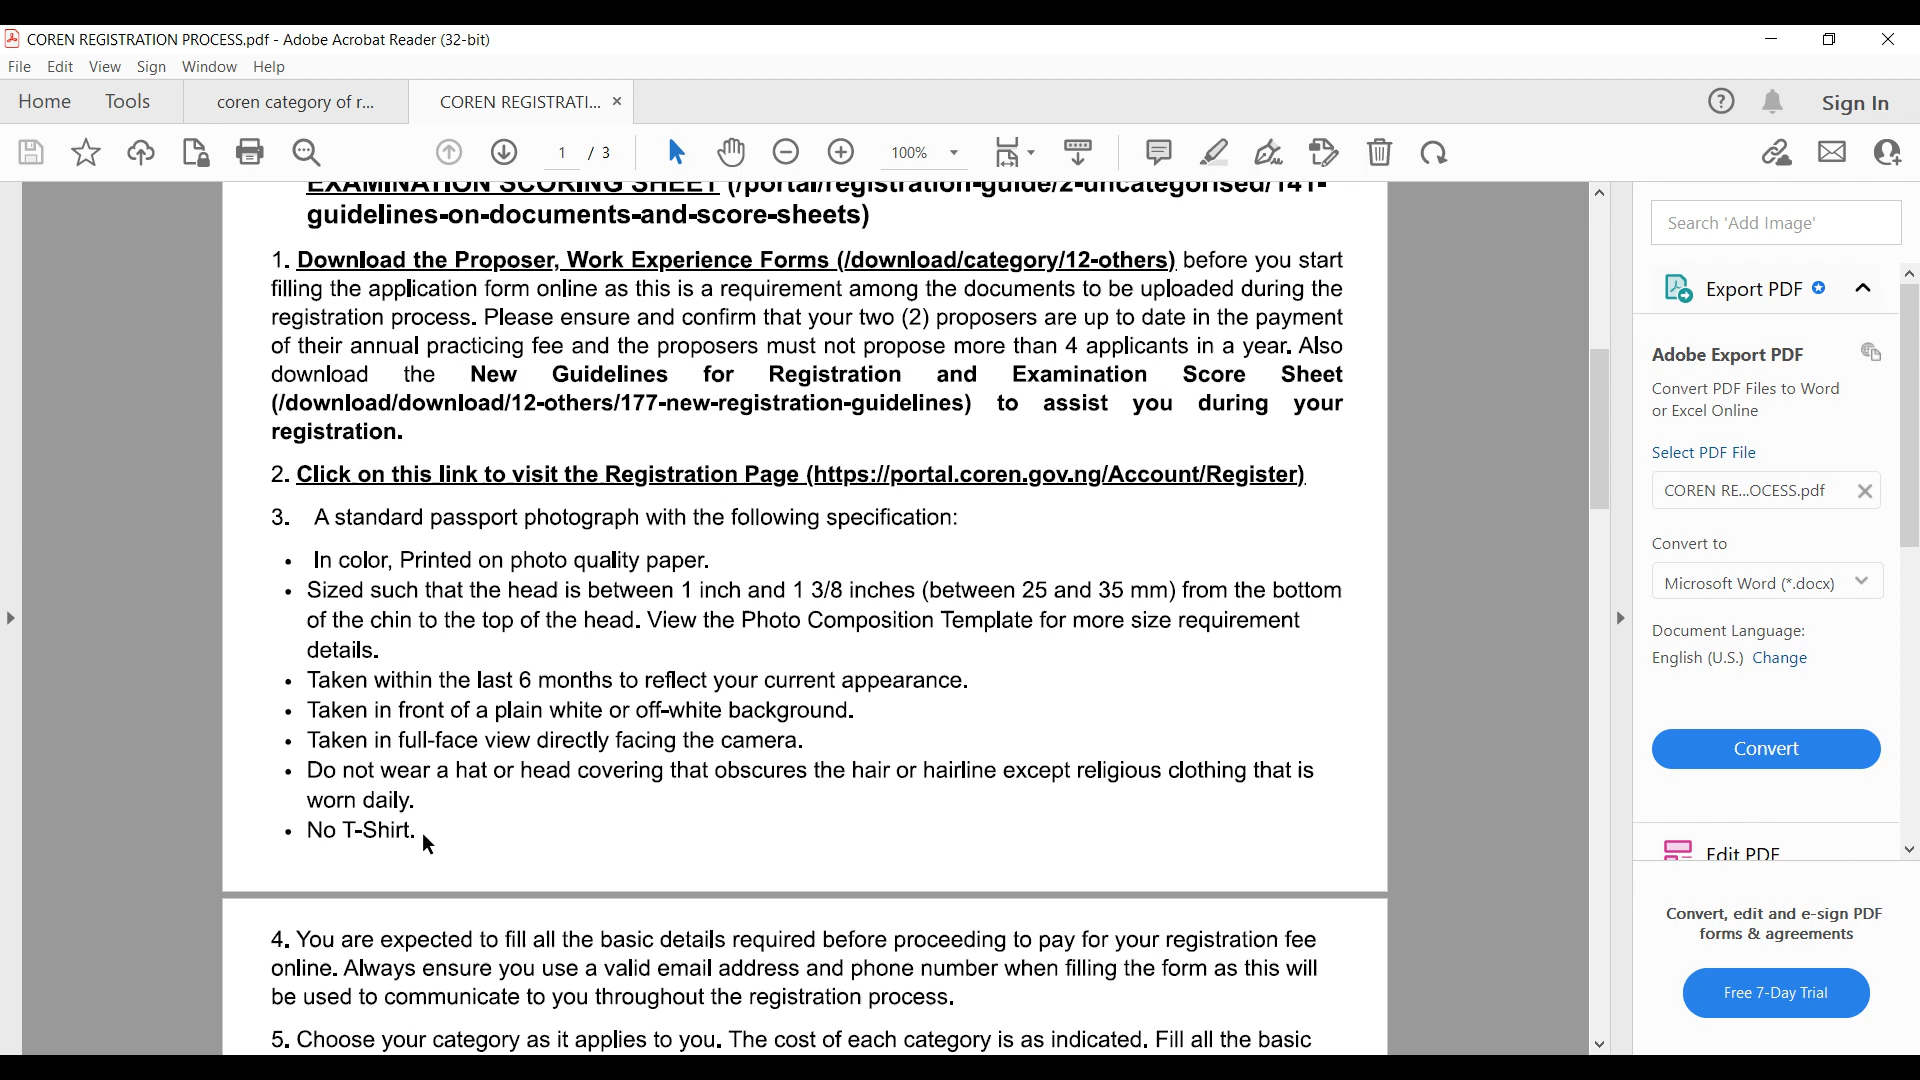 COREN REGISTRATION PROCESS.pdf - Adobe Acrobat Reader (32-bit)
File Edit View Sign Window Help
Home Tools coren category of r... COREN REGISTRATI... × Sign In
1 / 3 100%
EXAMINATION SCORING SHEET (/portal/registration-guide/2-uncategorised/141-
guidelines-on-documents-and-score-sheets)
1. Download the Proposer, Work Experience Forms (/download/category/12-others) before you start
filling the application form online as this is a requirement among the documents to be uploaded during the
registration process. Please ensure and confirm that your two (2) proposers are up to date in the payment
of their annual practicing fee and the proposers must not propose more than 4 applicants in a year. Also
download the New Guidelines for Registration and Examination Score Sheet
(/download/download/12-others/177-new-registration-guidelines) to assist you during your
registration.
2. Click on this link to visit the Registration Page (https://portal.coren.gov.ng/Account/Register)
3. A standard passport photograph with the following specification:
• In color, Printed on photo quality paper.
• Sized such that the head is between 1 inch and 1 3/8 inches (between 25 and 35 mm) from the bottom
of the chin to the top of the head. View the Photo Composition Template for more size requirement
details.
• Taken within the last 6 months to reflect your current appearance.
• Taken in front of a plain white or off-white background.
• Taken in full-face view directly facing the camera.
• Do not wear a hat or head covering that obscures the hair or hairline except religious clothing that is
worn daily.
• No T-Shirt.
4. You are expected to fill all the basic details required before proceeding to pay for your registration fee
online. Always ensure you use a valid email address and phone number when filling the form as this will
be used to communicate to you throughout the registration process.
5. Choose your category as it applies to you. The cost of each category is as indicated. Fill all the basic
Search 'Add Image'
Export PDF
Adobe Export PDF
Convert PDF Files to Word
or Excel Online
Select PDF File
COREN RE...OCESS.pdf
Convert to
Microsoft Word (*.docx)
Document Language:
English (U.S.) Change
Convert
Edit PDF
Convert, edit and e-sign PDF
forms & agreements
Free 7-Day Trial